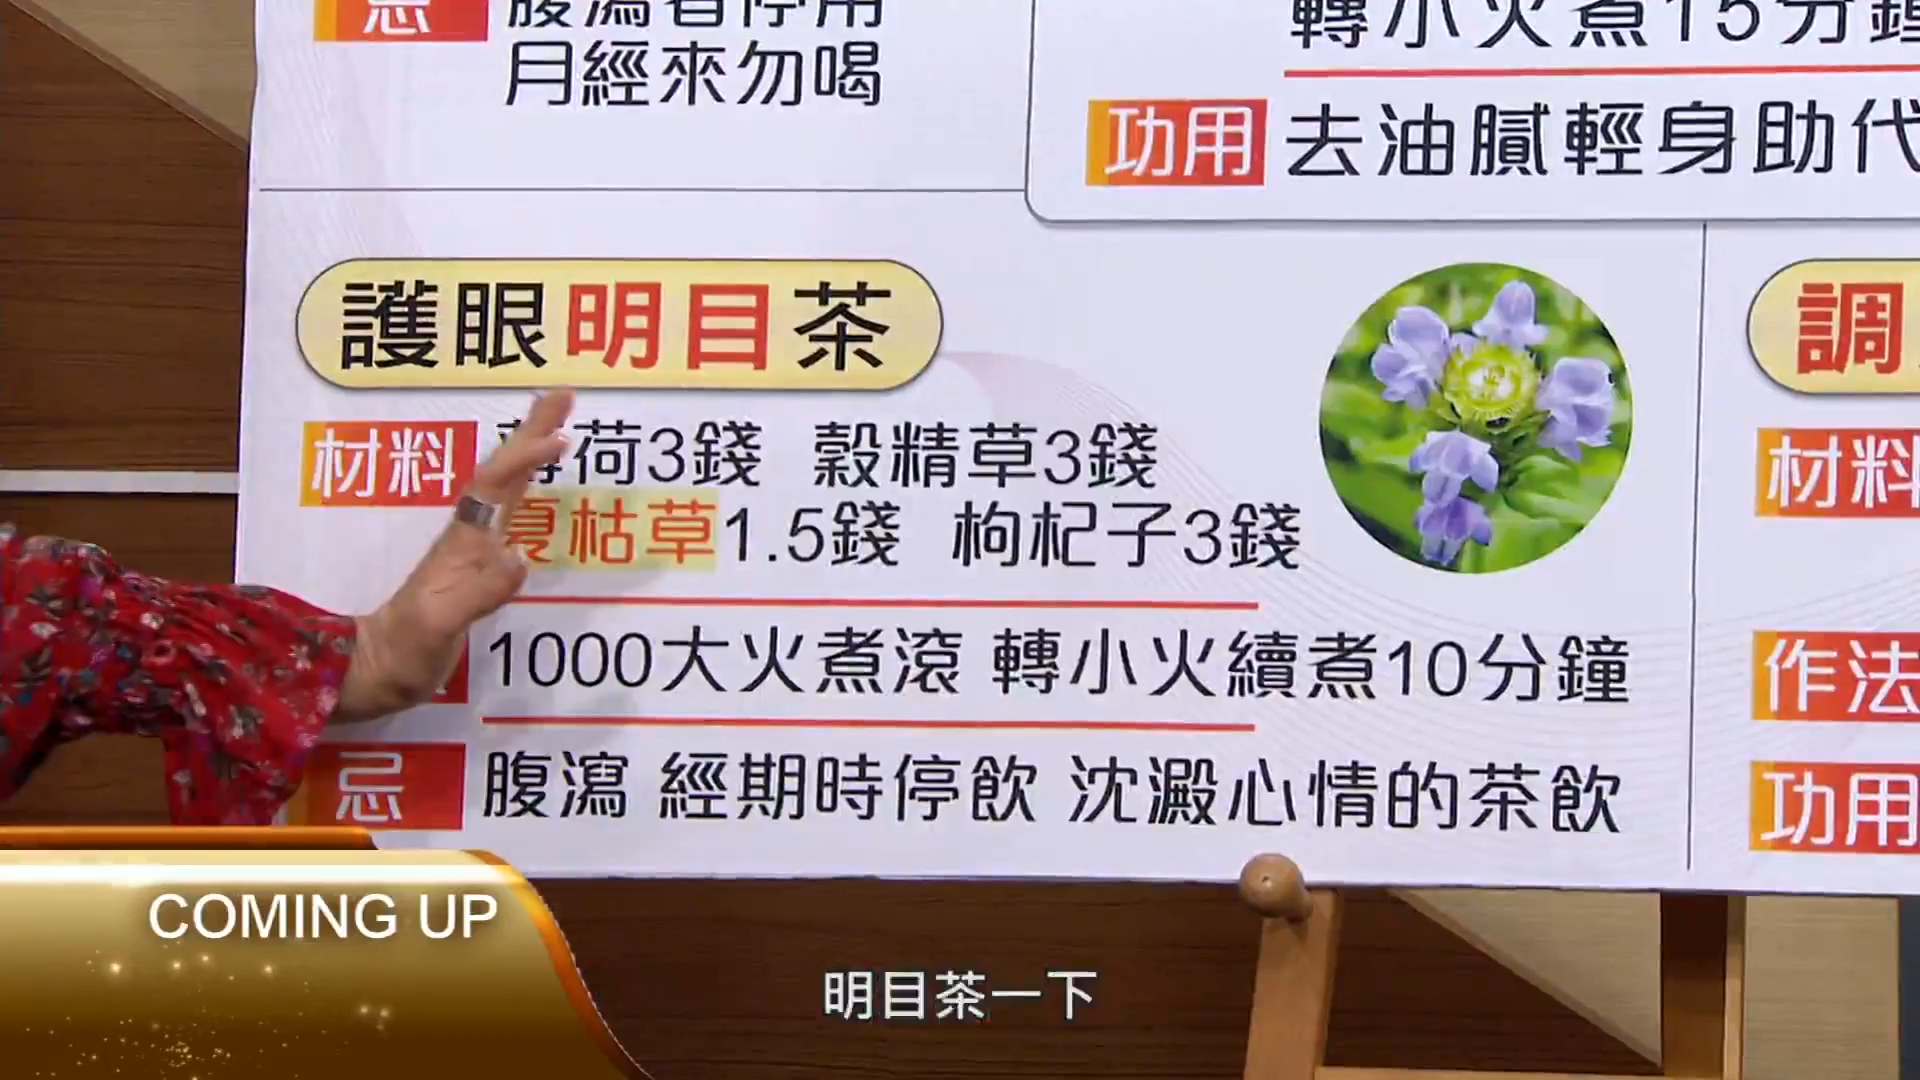 忌 腹瀉者停用
月經來勿喝
轉小火煮15分鐘
功用 去油膩輕身助代
護眼明目茶
材料 薄荷3錢 穀精草3錢
夏枯草1.5錢 枸杞子3錢
1000大火煮滾 轉小火續煮10分鐘
忌 腹瀉 經期時停飲 沈澱心情的茶飲
調
材料
作法
功用
COMING UP
明目茶一下